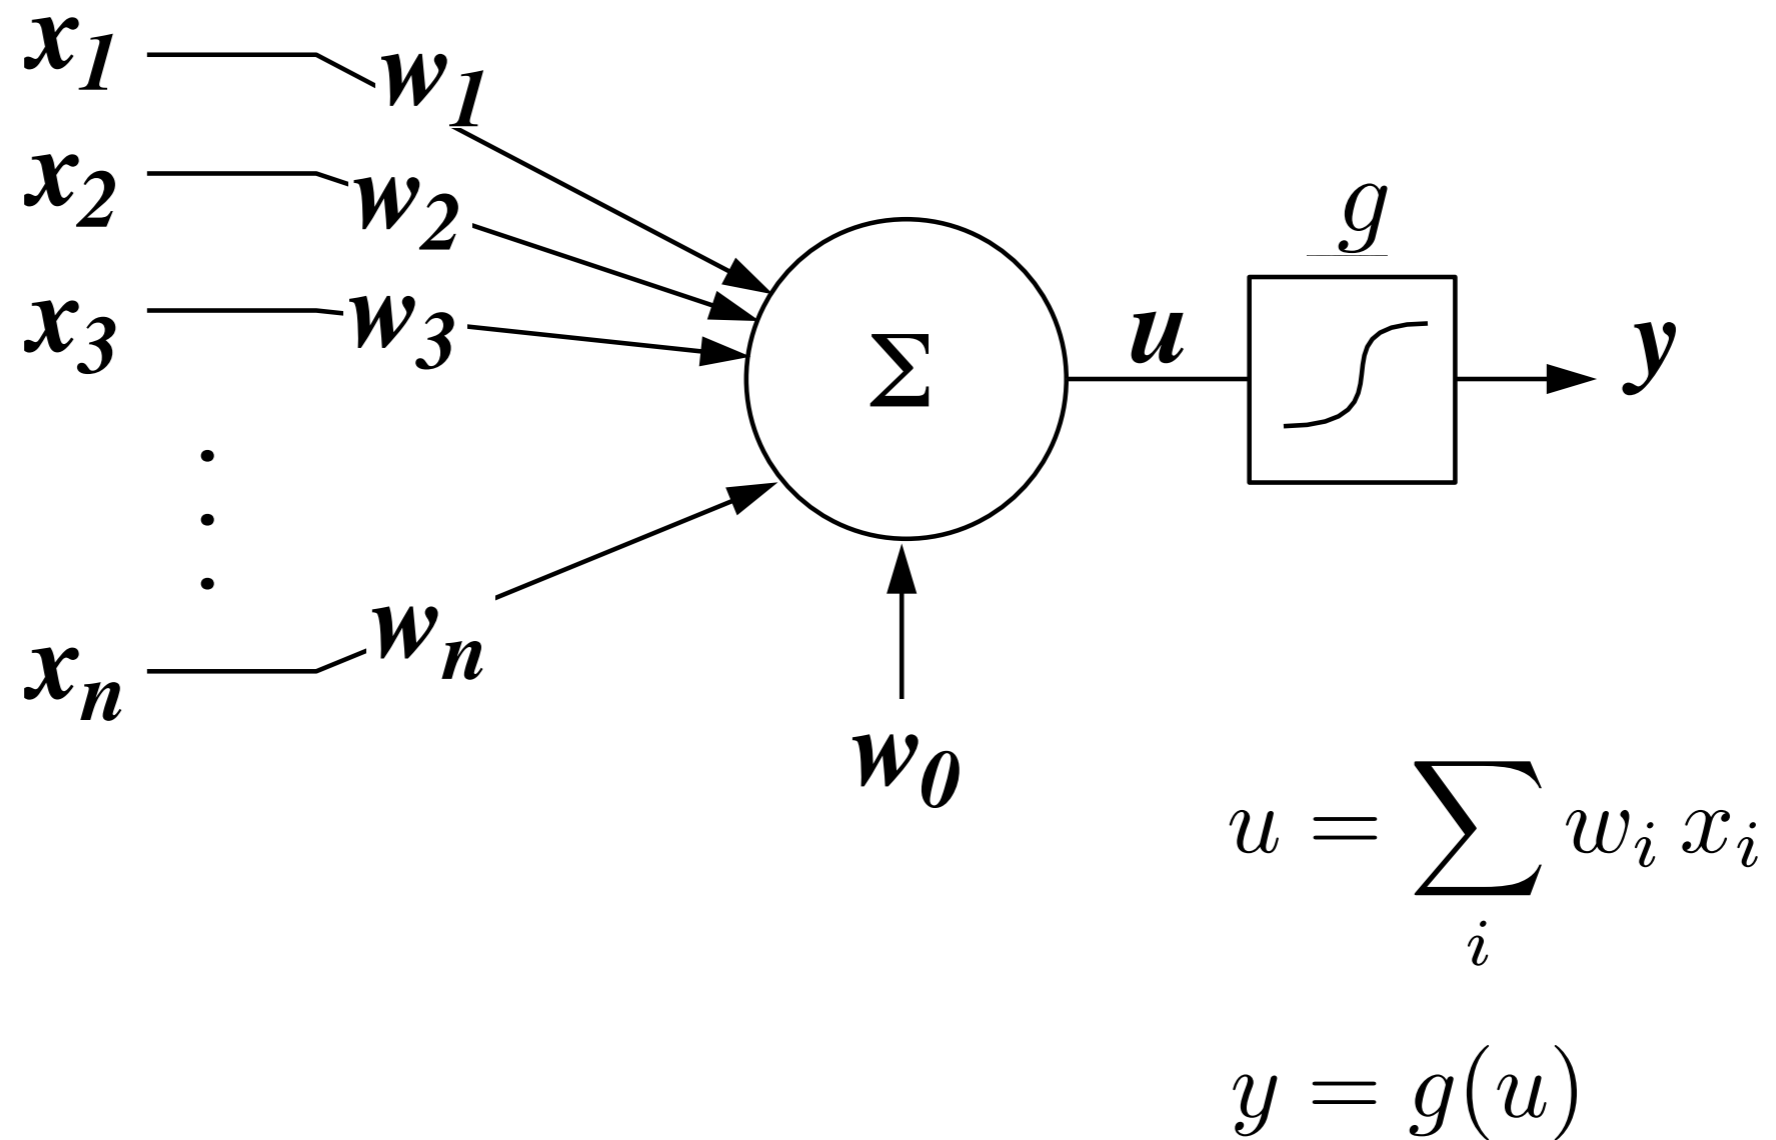 x₁ w₁
x₂ w₂
g
x₃ w₃
Σ u y
xₙ wₙ
w₀
u = ∑ᵢ wᵢ xᵢ
y = g(u)